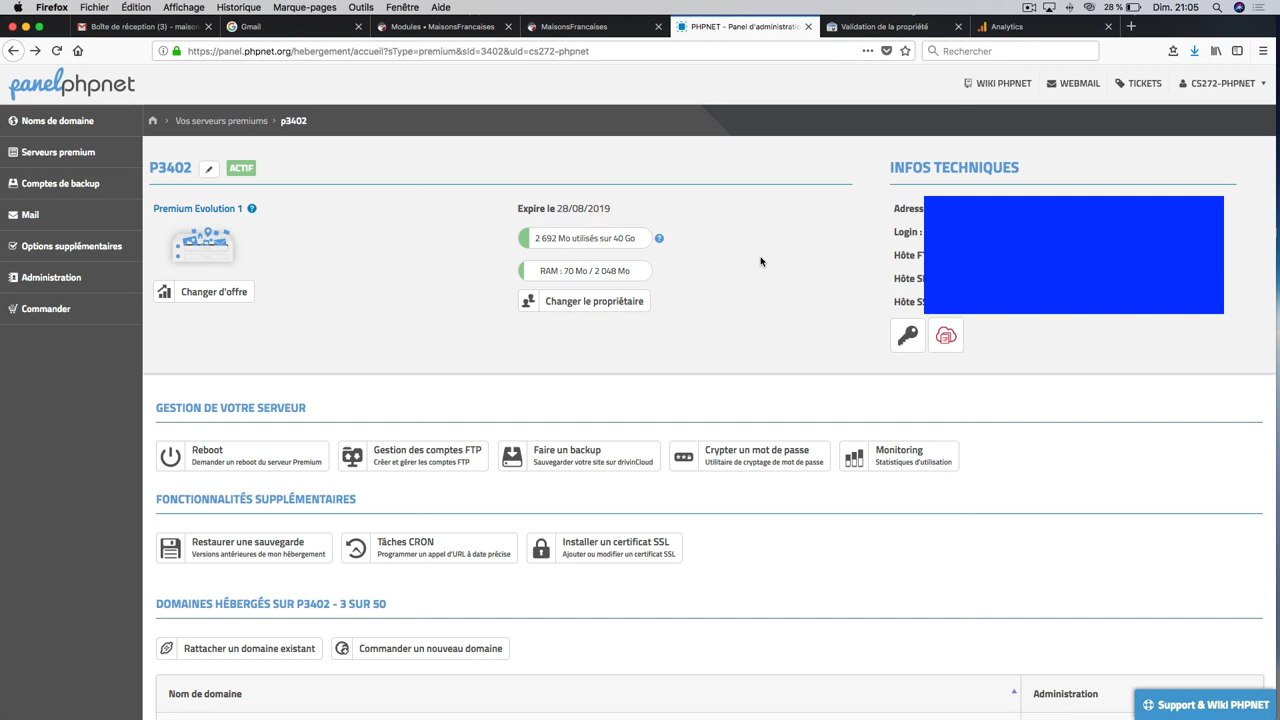 Firefox Fichier Édition Affichage Historique Marque-pages Outils Fenêtre Aide 28 % Dim. 21:05
Boîte de réception (3) - maison Gmail Modules • MaisonsFrancaises MaisonsFrancaises PHPNET - Panel d'administratio Validation de la propriété Analytics
https://panel.phpnet.org/hebergement/accueil?sType=premium&sId=3402&uid=cs272-phpnet Rechercher
panelphpnet WIKI PHPNET WEBMAIL TICKETS CS272-PHPNET
Noms de domaine
Serveurs premium
Comptes de backup
Mail
Options supplémentaires
Administration
Commander
Vos serveurs premiums > p3402
P3402 ACTIF
Premium Evolution 1 ?
Changer d'offre
Expire le 28/08/2019
2 692 Mo utilisés sur 40 Go ?
RAM : 70 Mo / 2 048 Mo
Changer le propriétaire
INFOS TECHNIQUES
Adress
Login :
Hôte F
Hôte S
Hôte S
GESTION DE VOTRE SERVEUR
Reboot
Demander un reboot du serveur Premium
Gestion des comptes FTP
Créer et gérer les comptes FTP
Faire un backup
Sauvegarder votre site sur drivinCloud
Crypter un mot de passe
Utilitaire de cryptage de mot de passe
Monitoring
Statistiques d'utilisation
FONCTIONNALITÉS SUPPLÉMENTAIRES
Restaurer une sauvegarde
Versions antérieures de mon hébergement
Tâches CRON
Programmer un appel d'URL à date précise
Installer un certificat SSL
Ajouter ou modifier un certificat SSL
DOMAINES HÉBERGÉS SUR P3402 - 3 SUR 50
Rattacher un domaine existant
Commander un nouveau domaine
Nom de domaine Administration
Support & Wiki PHPNET